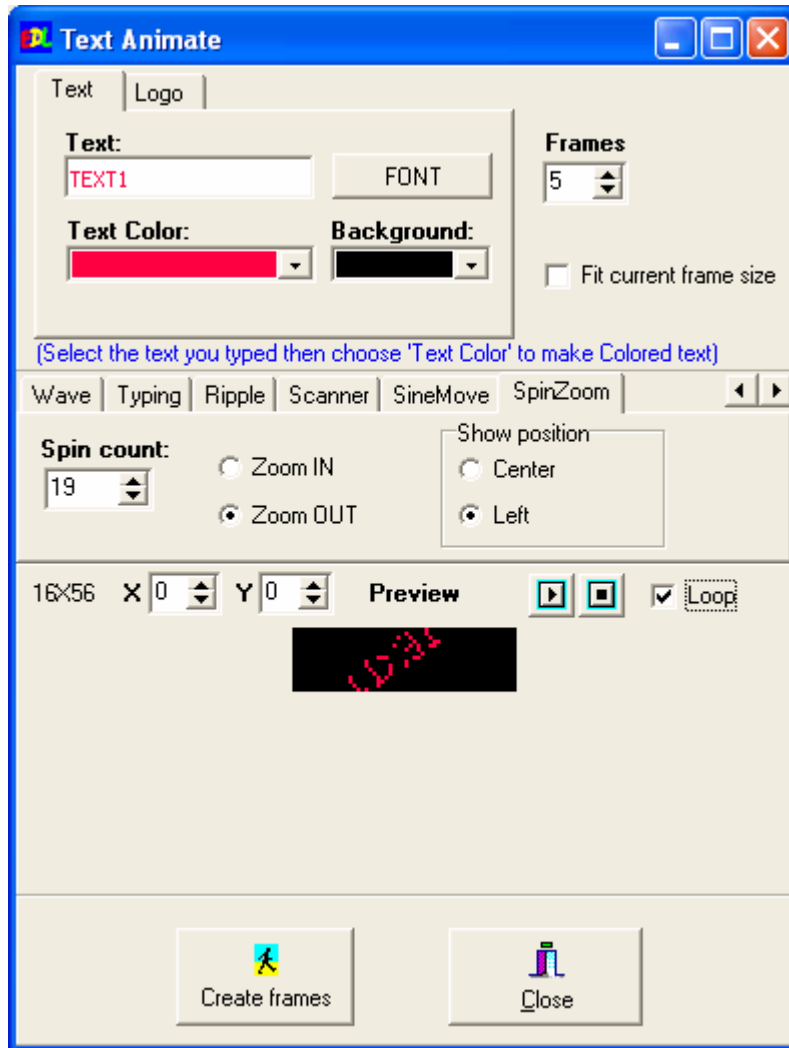 Text Animate
Text Logo
Text:
TEXT1
FONT
Frames
5
Text Color: Background:
Fit current frame size
(Select the text you typed then choose 'Text Color' to make Colored text)
Wave Typing Ripple Scanner SineMove SpinZoom
Spin count:
19
Zoom IN
Zoom OUT
Show position
Center
Left
16X56 X 0 Y 0 Preview Loop
Create frames Close